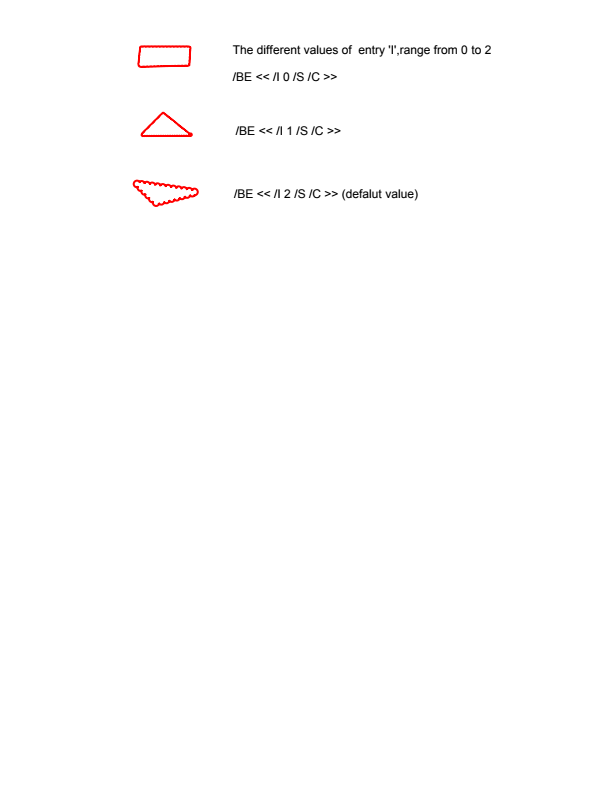 The different values of  entry 'I',range from 0 to 2
/BE << /I 0 /S /C >>
/BE << /I 1 /S /C >>
/BE << /I 2 /S /C >> (defalut value)